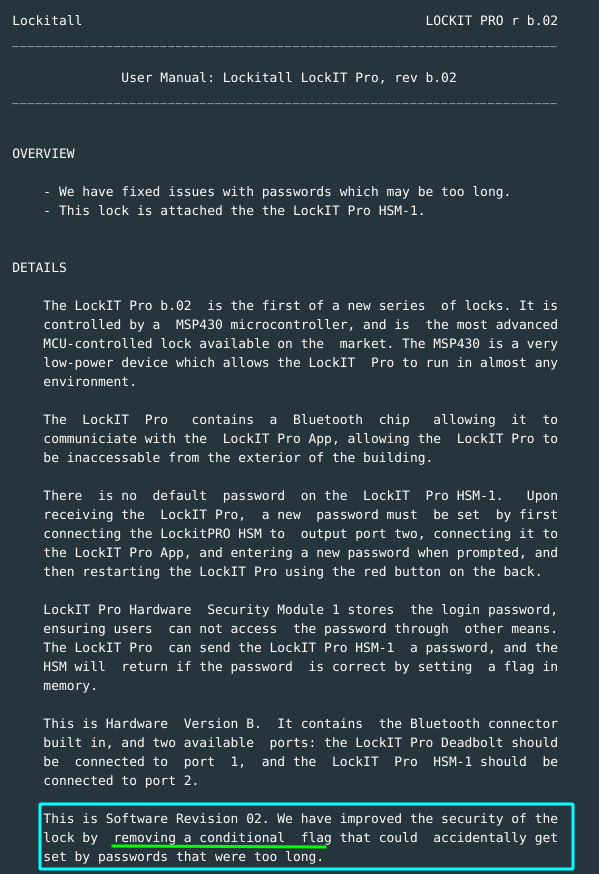 Lockitall LOCKIT PRO r b.02
______________________________________________________________________
User Manual: Lockitall LockIT Pro, rev b.02
______________________________________________________________________
OVERVIEW
- We have fixed issues with passwords which may be too long.
- This lock is attached the the LockIT Pro HSM-1.
DETAILS
The LockIT Pro b.02 is the first of a new series of locks. It is
controlled by a MSP430 microcontroller, and is the most advanced
MCU-controlled lock available on the market. The MSP430 is a very
low-power device which allows the LockIT Pro to run in almost any
environment.
The LockIT Pro contains a Bluetooth chip allowing it to
communiciate with the LockIT Pro App, allowing the LockIT Pro to
be inaccessable from the exterior of the building.
There is no default password on the LockIT Pro HSM-1. Upon
receiving the LockIT Pro, a new password must be set by first
connecting the LockitPRO HSM to output port two, connecting it to
the LockIT Pro App, and entering a new password when prompted, and
then restarting the LockIT Pro using the red button on the back.
LockIT Pro Hardware Security Module 1 stores the login password,
ensuring users can not access the password through other means.
The LockIT Pro can send the LockIT Pro HSM-1 a password, and the
HSM will return if the password is correct by setting a flag in
memory.
This is Hardware Version B. It contains the Bluetooth connector
built in, and two available ports: the LockIT Pro Deadbolt should
be connected to port 1, and the LockIT Pro HSM-1 should be
connected to port 2.
This is Software Revision 02. We have improved the security of the
lock by removing a conditional flag that could accidentally get
set by passwords that were too long.